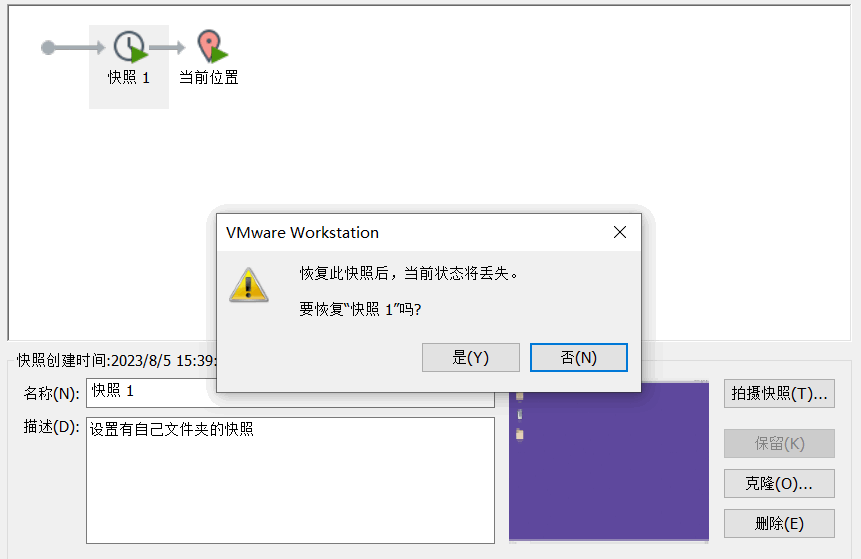 快照 1
当前位置
VMware Workstation
恢复此快照后，当前状态将丢失。
要恢复“快照 1”吗?
是(Y)
否(N)
快照创建时间:2023/8/5 15:39:
名称(N):
快照 1
描述(D):
设置有自己文件夹的快照
拍摄快照(T)...
保留(K)
克隆(O)...
删除(E)